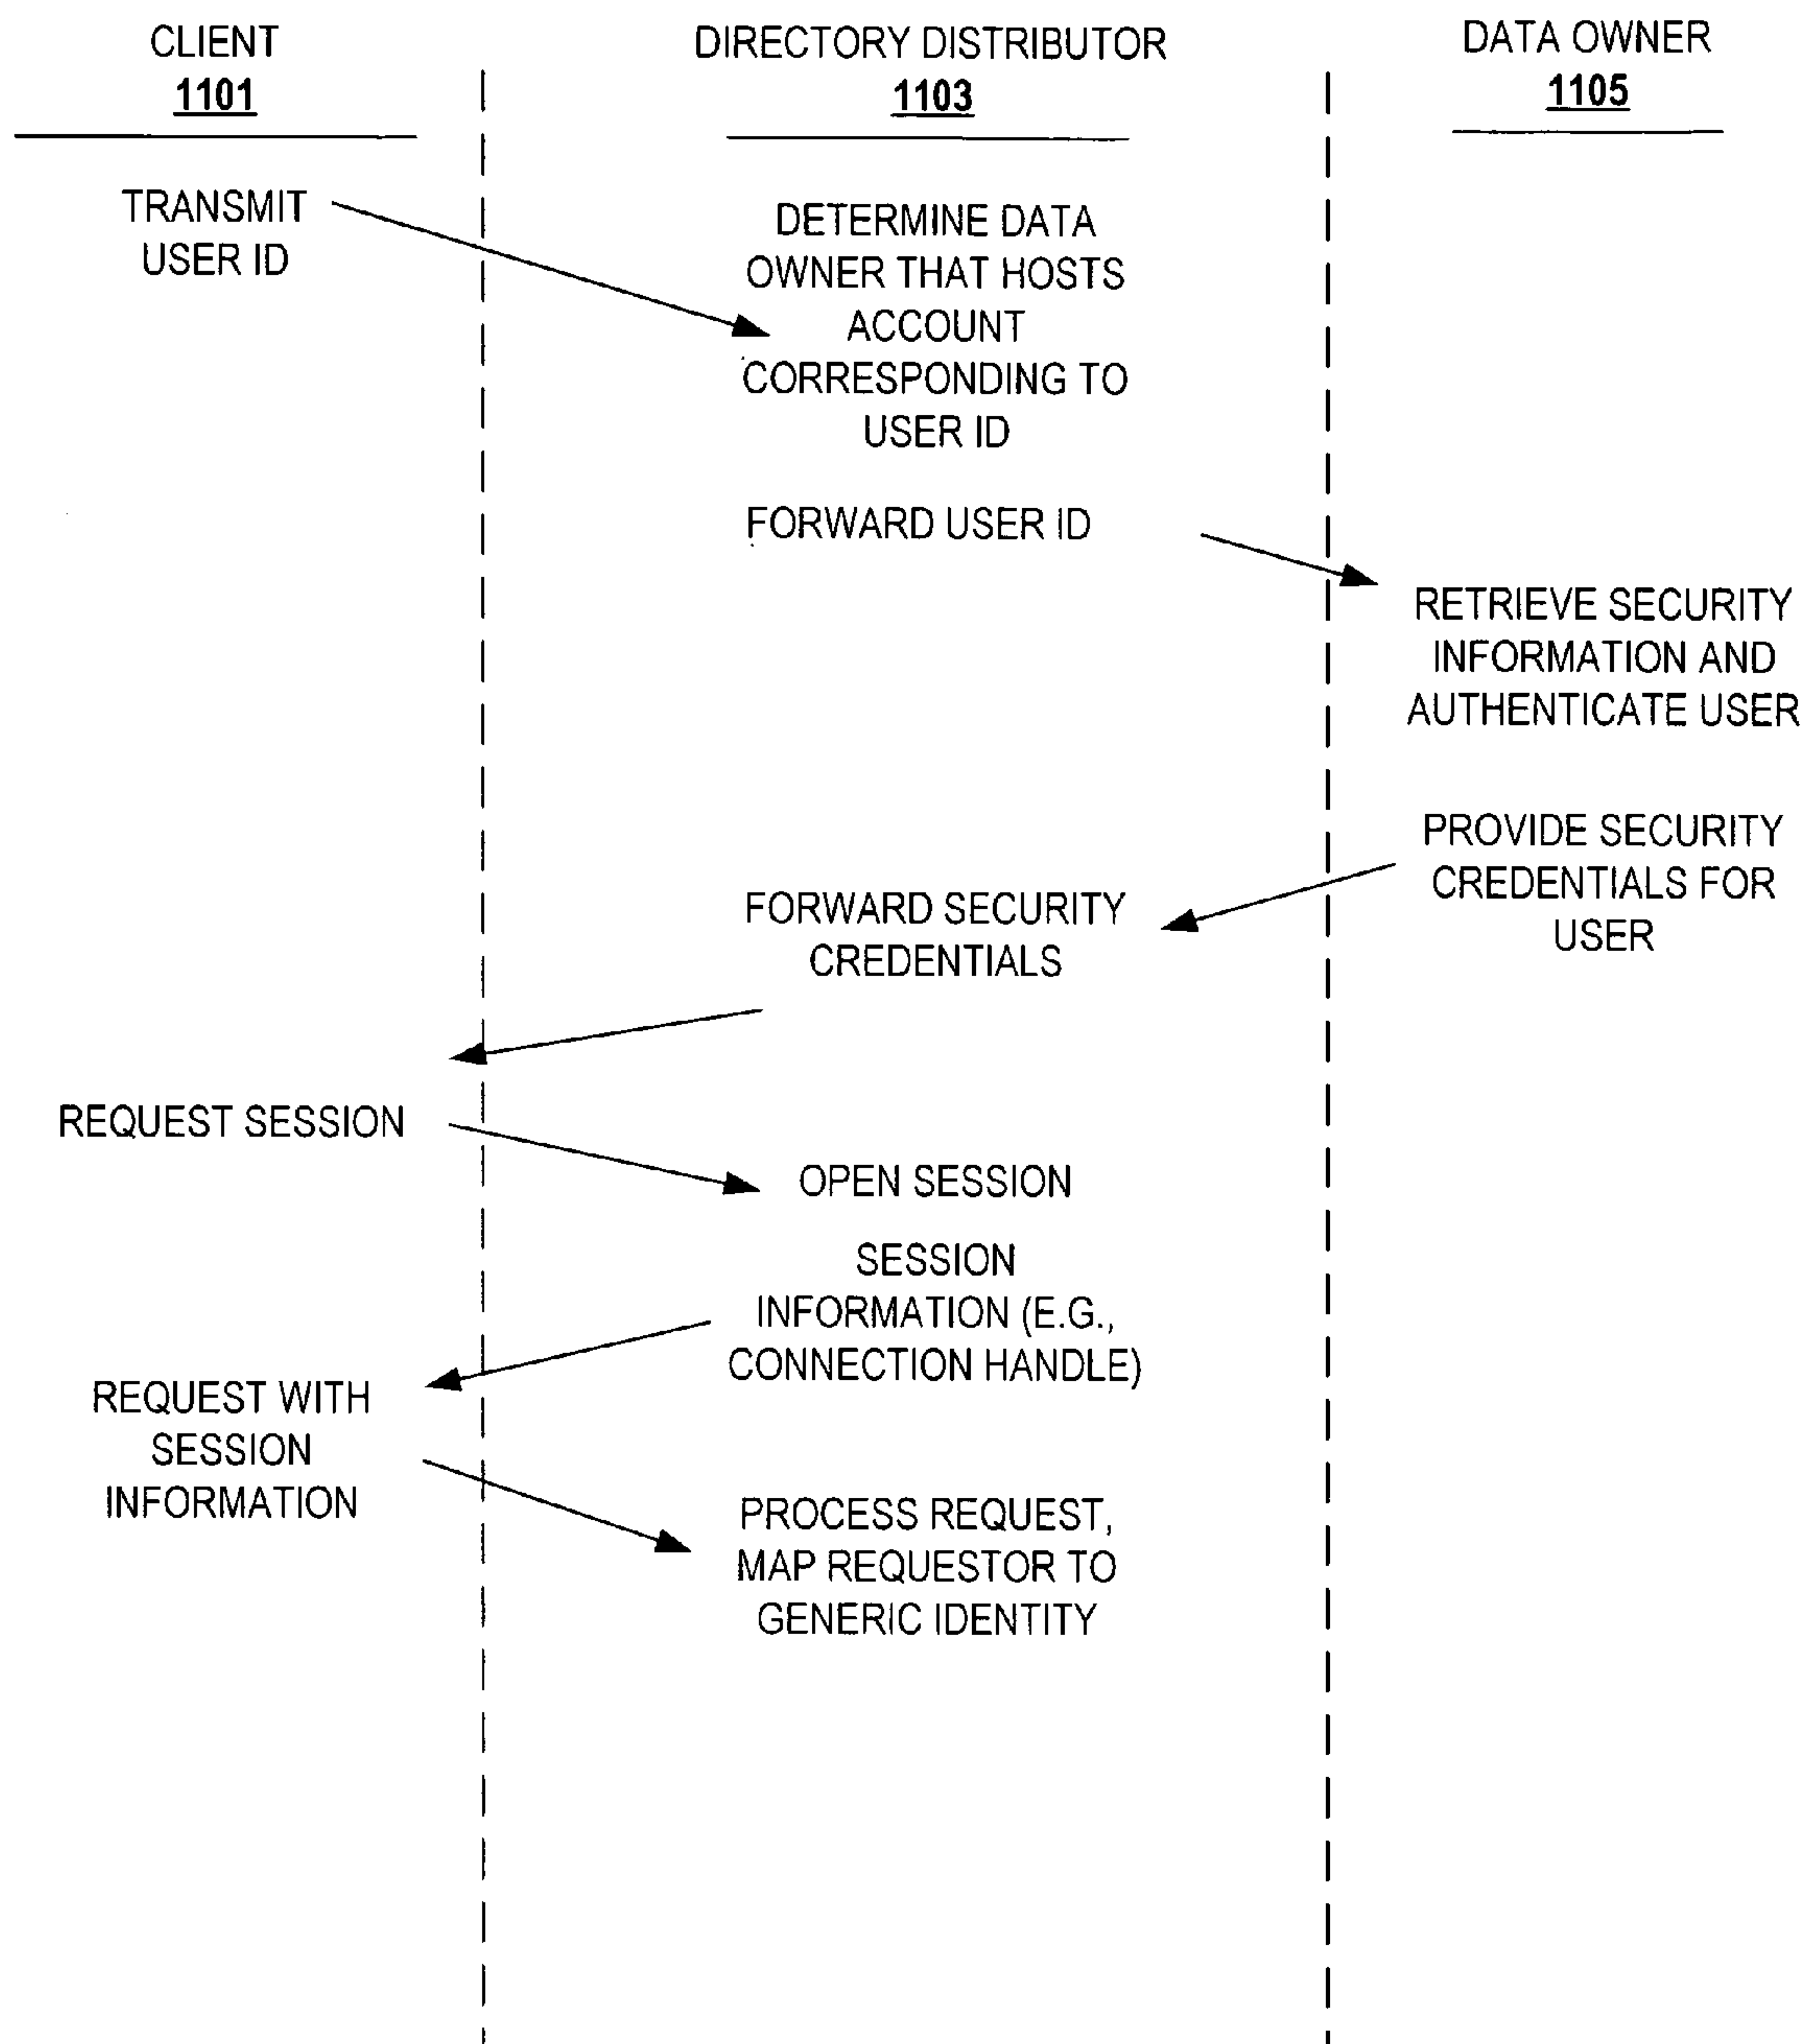 CLIENT
1101
DIRECTORY DISTRIBUTOR
1103
DATA OWNER
1105
TRANSMIT
USER ID
DETERMINE DATA
OWNER THAT HOSTS
ACCOUNT
CORRESPONDING TO
USER ID
FORWARD USER ID
RETRIEVE SECURITY
INFORMATION AND
AUTHENTICATE USER
PROVIDE SECURITY
CREDENTIALS FOR
USER
FORWARD SECURITY
CREDENTIALS
REQUEST SESSION
OPEN SESSION
SESSION
INFORMATION (E.G.,
CONNECTION HANDLE)
REQUEST WITH
SESSION
INFORMATION
PROCESS REQUEST,
MAP REQUESTOR TO
GENERIC IDENTITY